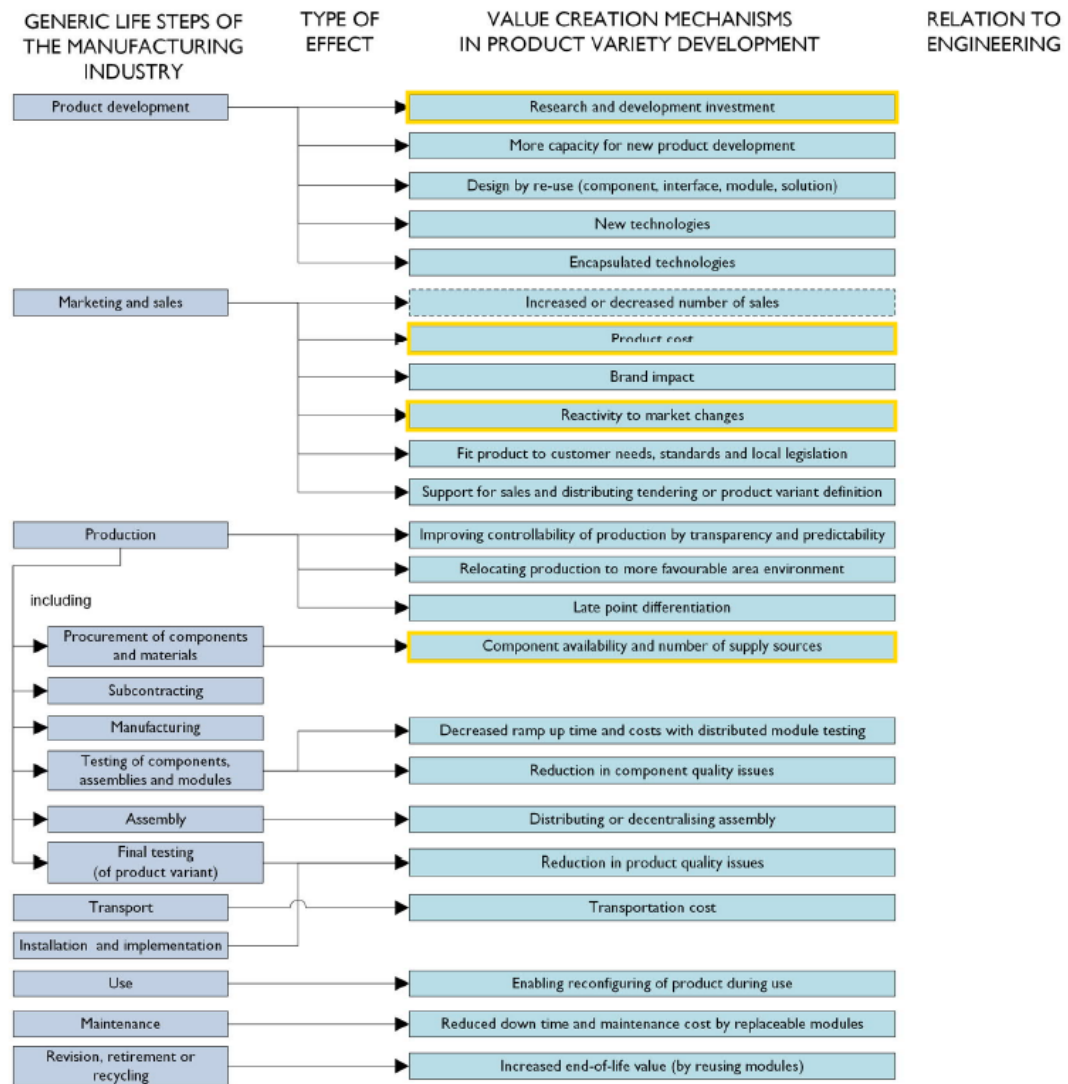 GENERIC LIFE STEPS OF
THE MANUFACTURING
INDUSTRY
TYPE OF
EFFECT
VALUE CREATION MECHANISMS
IN PRODUCT VARIETY DEVELOPMENT
RELATION TO
ENGINEERING
Product development
Research and development investment
More capacity for new product development
Design by re-use (component, interface, module, solution)
New technologies
Encapsulated technologies
Marketing and sales
Increased or decreased number of sales
Product cost
Brand impact
Reactivity to market changes
Fit product to customer needs, standards and local legislation
Support for sales and distributing tendering or product variant definition
Production
Improving controllability of production by transparency and predictability
Relocating production to more favourable area environment
Late point differentiation
including
Procurement of components
and materials
Component availability and number of supply sources
Subcontracting
Manufacturing
Decreased ramp up time and costs with distributed module testing
Testing of components,
assemblies and modules
Reduction in component quality issues
Assembly
Distributing or decentralising assembly
Final testing
(of product variant)
Reduction in product quality issues
Transport
Transportation cost
Installation and implementation
Use
Enabling reconfiguring of product during use
Maintenance
Reduced down time and maintenance cost by replaceable modules
Revision, retirement or
recycling
Increased end-of-life value (by reusing modules)